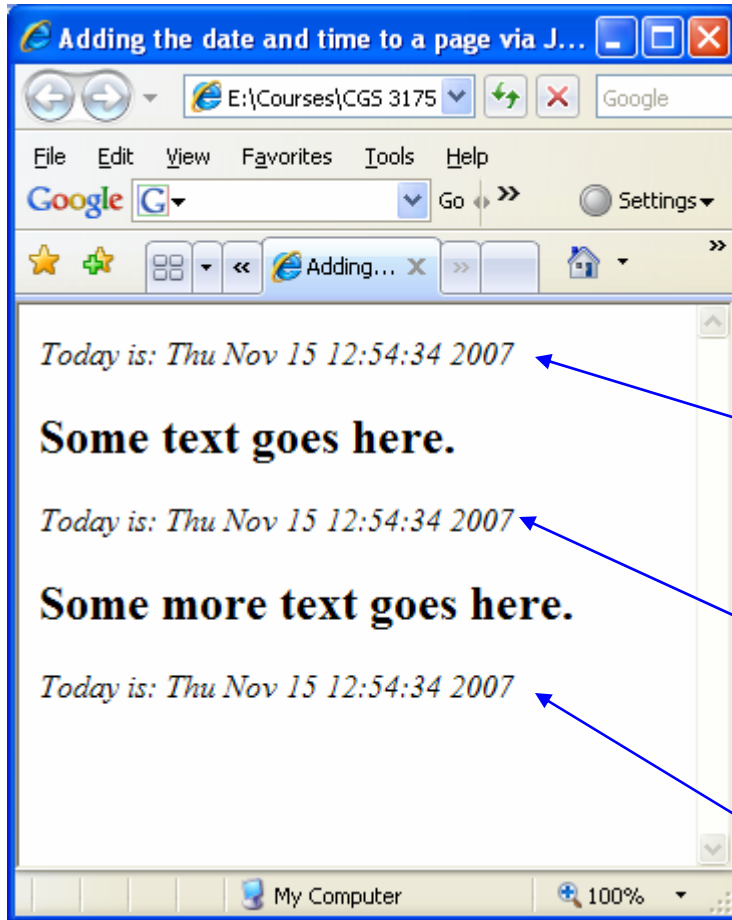 Adding the date and time to a page via J...
E:\Courses\CGS 3175
Google
File Edit View Favorites Tools Help
Google G Go » Settings
« Adding... X » »
Today is: Thu Nov 15 12:54:34 2007
Some text goes here.
Today is: Thu Nov 15 12:54:34 2007
Some more text goes here.
Today is: Thu Nov 15 12:54:34 2007
My Computer 100%